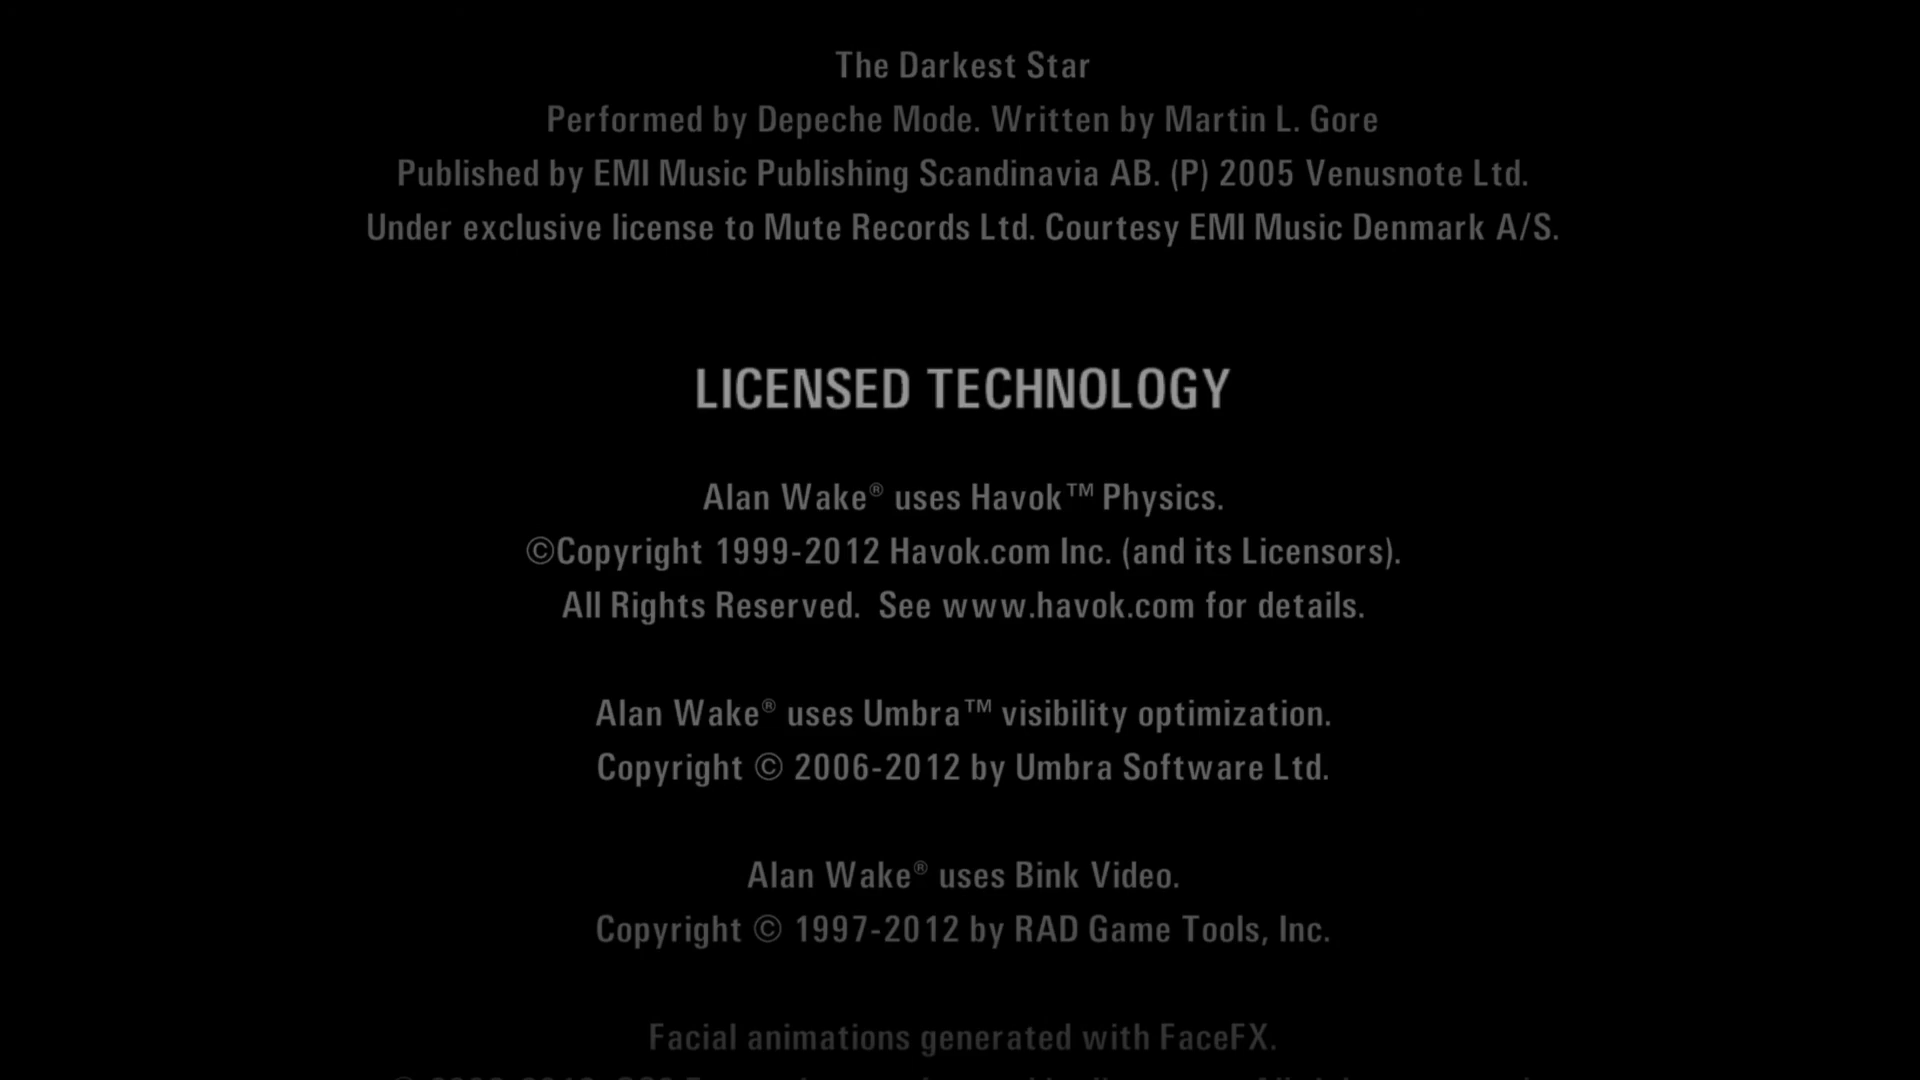 The Darkest Star
Performed by Depeche Mode. Written by Martin L. Gore
Published by EMI Music Publishing Scandinavia AB. (P) 2005 Venusnote Ltd.
Under exclusive license to Mute Records Ltd. Courtesy EMI Music Denmark A/S.
LICENSED TECHNOLOGY
Alan Wake® uses Havok™ Physics.
©Copyright 1999-2012 Havok.com Inc. (and its Licensors).
All Rights Reserved.  See www.havok.com for details.
Alan Wake® uses Umbra™ visibility optimization.
Copyright © 2006-2012 by Umbra Software Ltd.
Alan Wake® uses Bink Video.
Copyright © 1997-2012 by RAD Game Tools, Inc.
Facial animations generated with FaceFX.